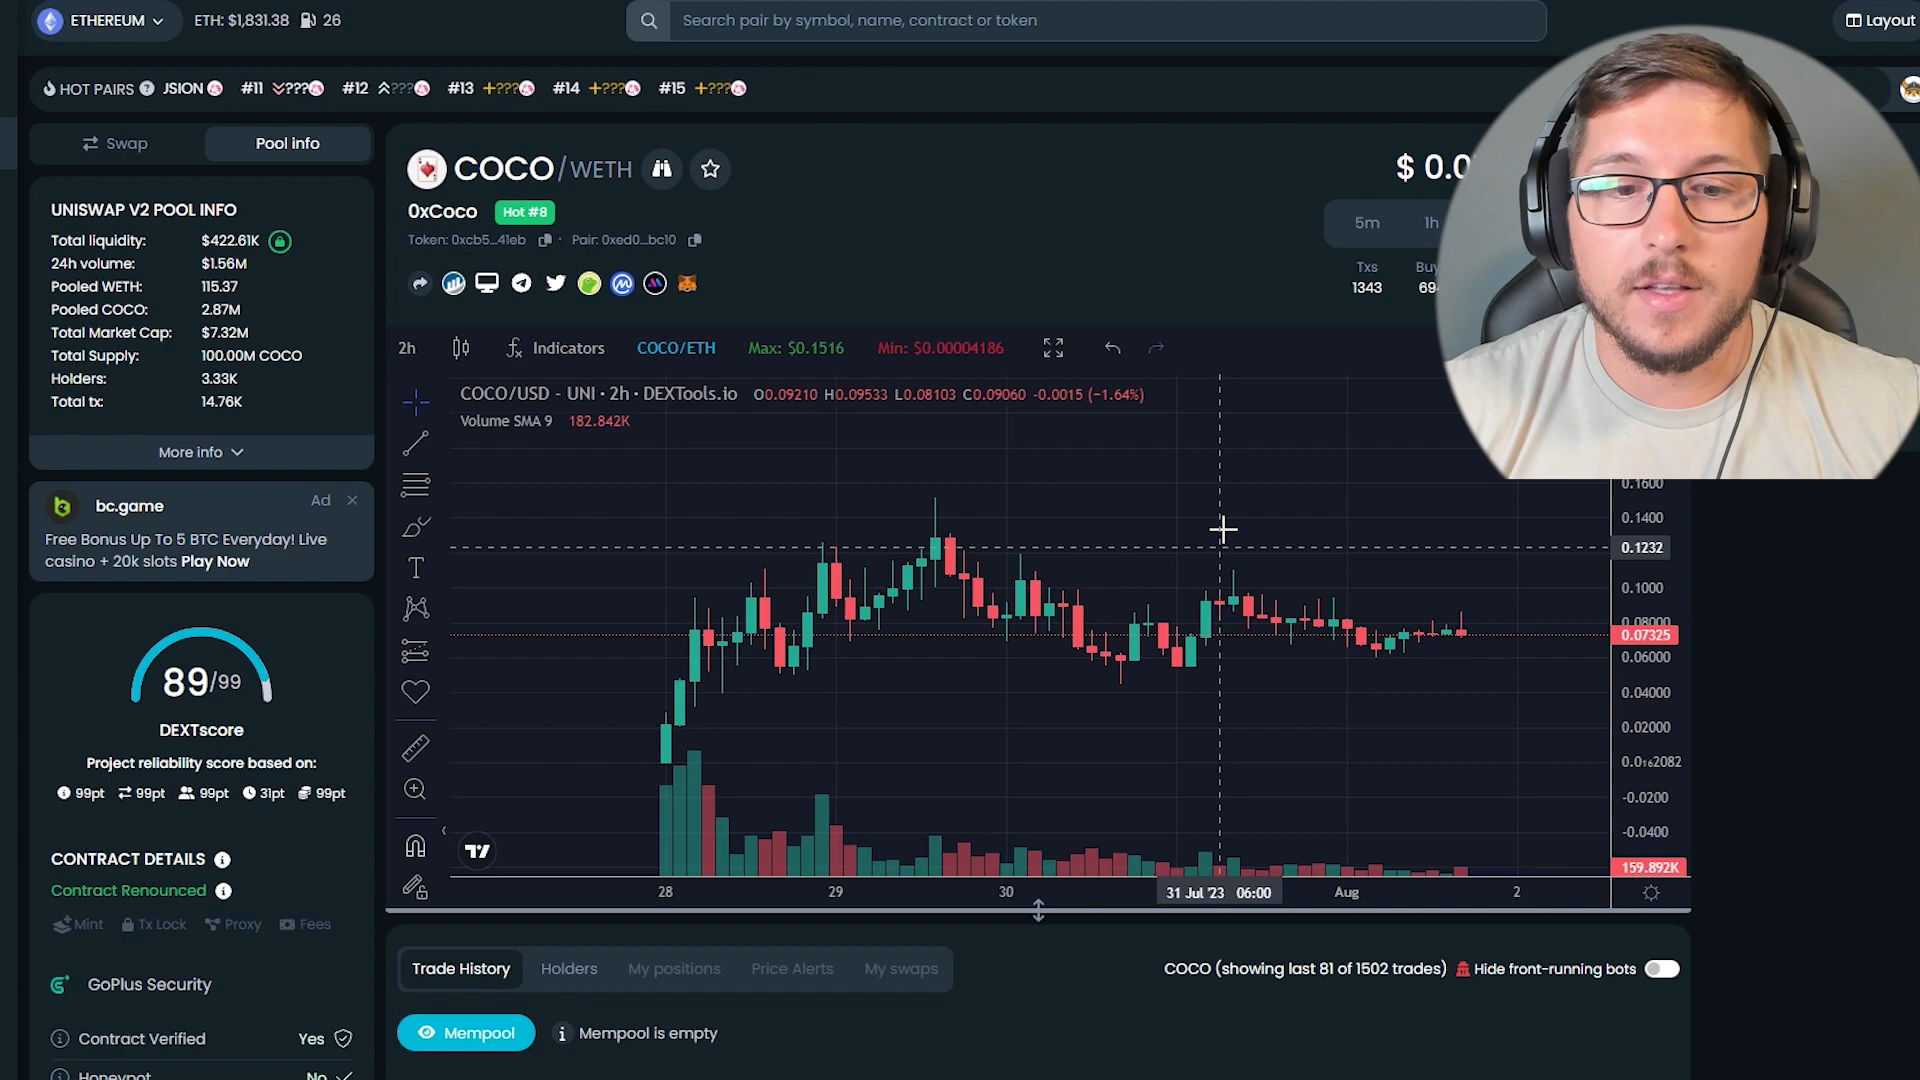 ETHEREUM
ETH: $1,831.38 26
Search pair by symbol, name, contract or token
Layout
HOT PAIRS JSION #11 ??? #12 ??? #13 ??? #14 ??? #15 ???
Swap
Pool info
UNISWAP V2 POOL INFO
Total liquidity: $422.61K
24h volume: $1.56M
Pooled WETH: 115.37
Pooled COCO: 2.87M
Total Market Cap: $7.32M
Total Supply: 100.00M COCO
Holders: 3.33K
Total tx: 14.76K
More info
bc.game
Ad
Free Bonus Up To 5 BTC Everyday! Live
casino + 20k slots Play Now
89/99
DEXTscore
Project reliability score based on:
99pt 99pt 99pt 31pt 99pt
CONTRACT DETAILS
Contract Renounced
Mint Tx Lock Proxy Fees
GoPlus Security
Contract Verified Yes
Honeypot No
COCO/WETH
0xCoco Hot #8
Token: 0xcb5...41eb · Pair: 0xed0...bc10
$ 0.0
5m 1h
Txs
1343
2h Indicators COCO/ETH Max: $0.1516 Min: $0.00004186
COCO/USD - UNI · 2h · DEXTools.io O0.09210 H0.09533 L0.08103 C0.09060 -0.0015 (−1.64%)
Volume SMA 9 182.842K
0.1600
0.1400
0.1232
0.1000
0.08000
0.07325
0.06000
0.04000
0.02000
0.0₁₆2082
-0.0200
-0.0400
159.892K
28 29 30 31 Jul '23 06:00 Aug 2
Trade History Holders My positions Price Alerts My swaps
COCO (showing last 81 of 1502 trades) Hide front-running bots
Mempool
Mempool is empty